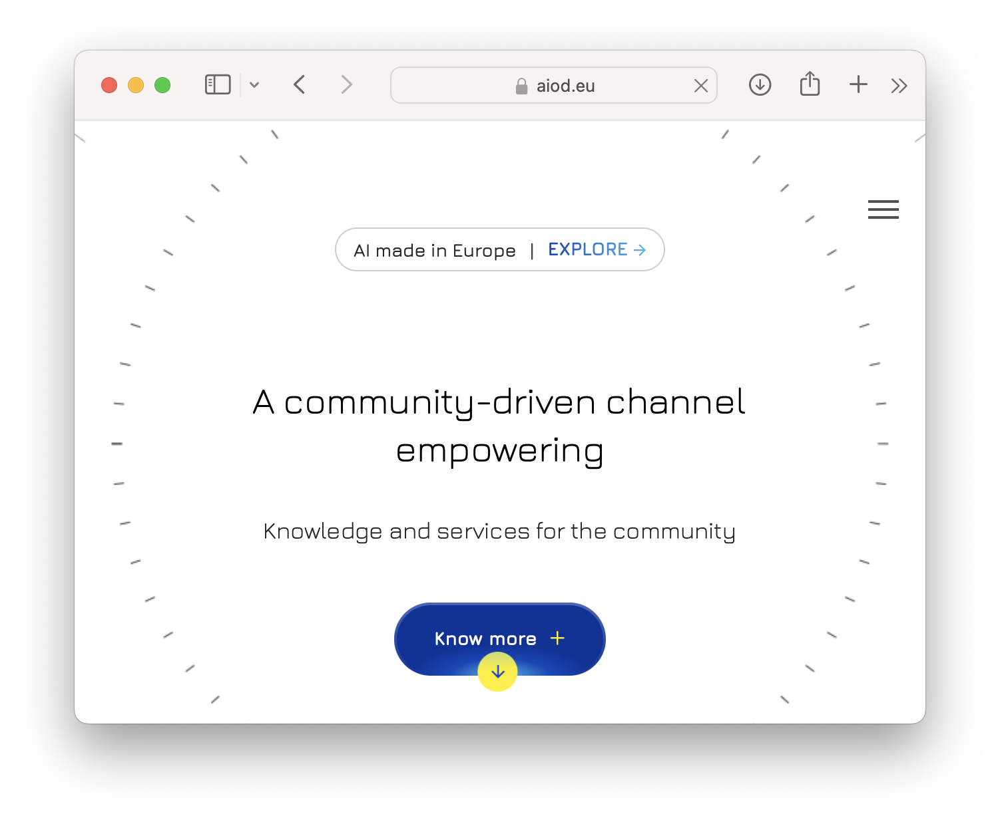 aiod.eu
AI made in Europe | EXPLORE →
A community-driven channel
empowering
Knowledge and services for the community
Know more +